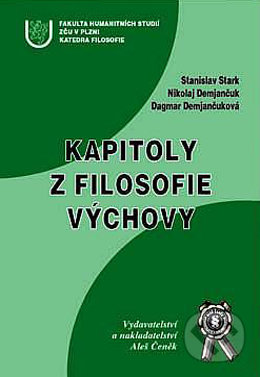 FAKULTA HUMANITNÍCH STUDIÍ
ZČU V PLZNI
KATEDRA FILOSOFIE
Stanislav Stark
Nikolaj Demjančuk
Dagmar Demjančuková
KAPITOLY
Z FILOSOFIE
VÝCHOVY
Vydavatelství
a nakladatelství
Aleš Čeněk